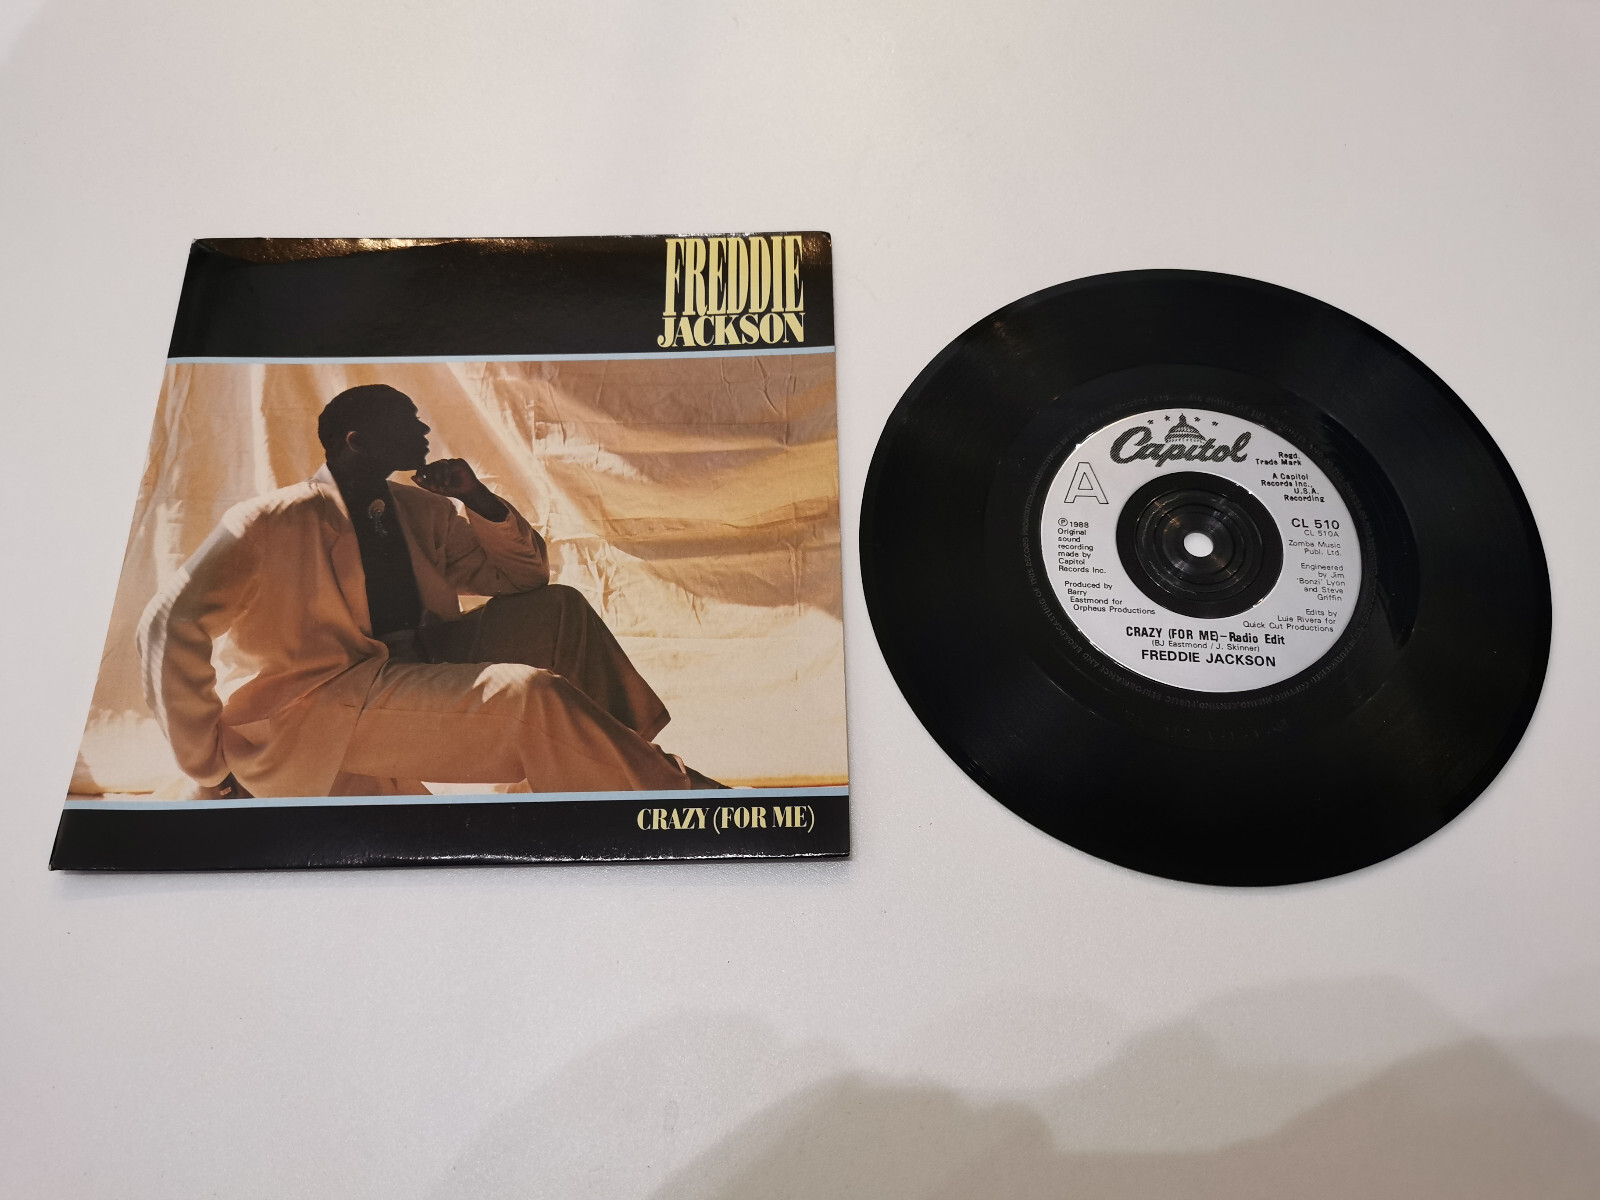 FREDDIE
JACKSON
CRAZY (FOR ME)
Capitol
Regd.
Trade Mark
A
A Capitol
Records Inc.,
U.S.A.
Recording
℗ 1988
Original
sound
recording
made by
Capitol
Records Inc.
CL 510
CL 510A
Zomba Music
Publ. Ltd.
Engineered
by Jim
'Bonzi' Lyon
and Steve
Griffin
Produced by
Barry
Eastmond for
Orpheus Productions
Edits by
Luie Rivera for
Quick Cut Productions
CRAZY (FOR ME)-Radio Edit
(BJ Eastmond / J. Skinner)
FREDDIE JACKSON